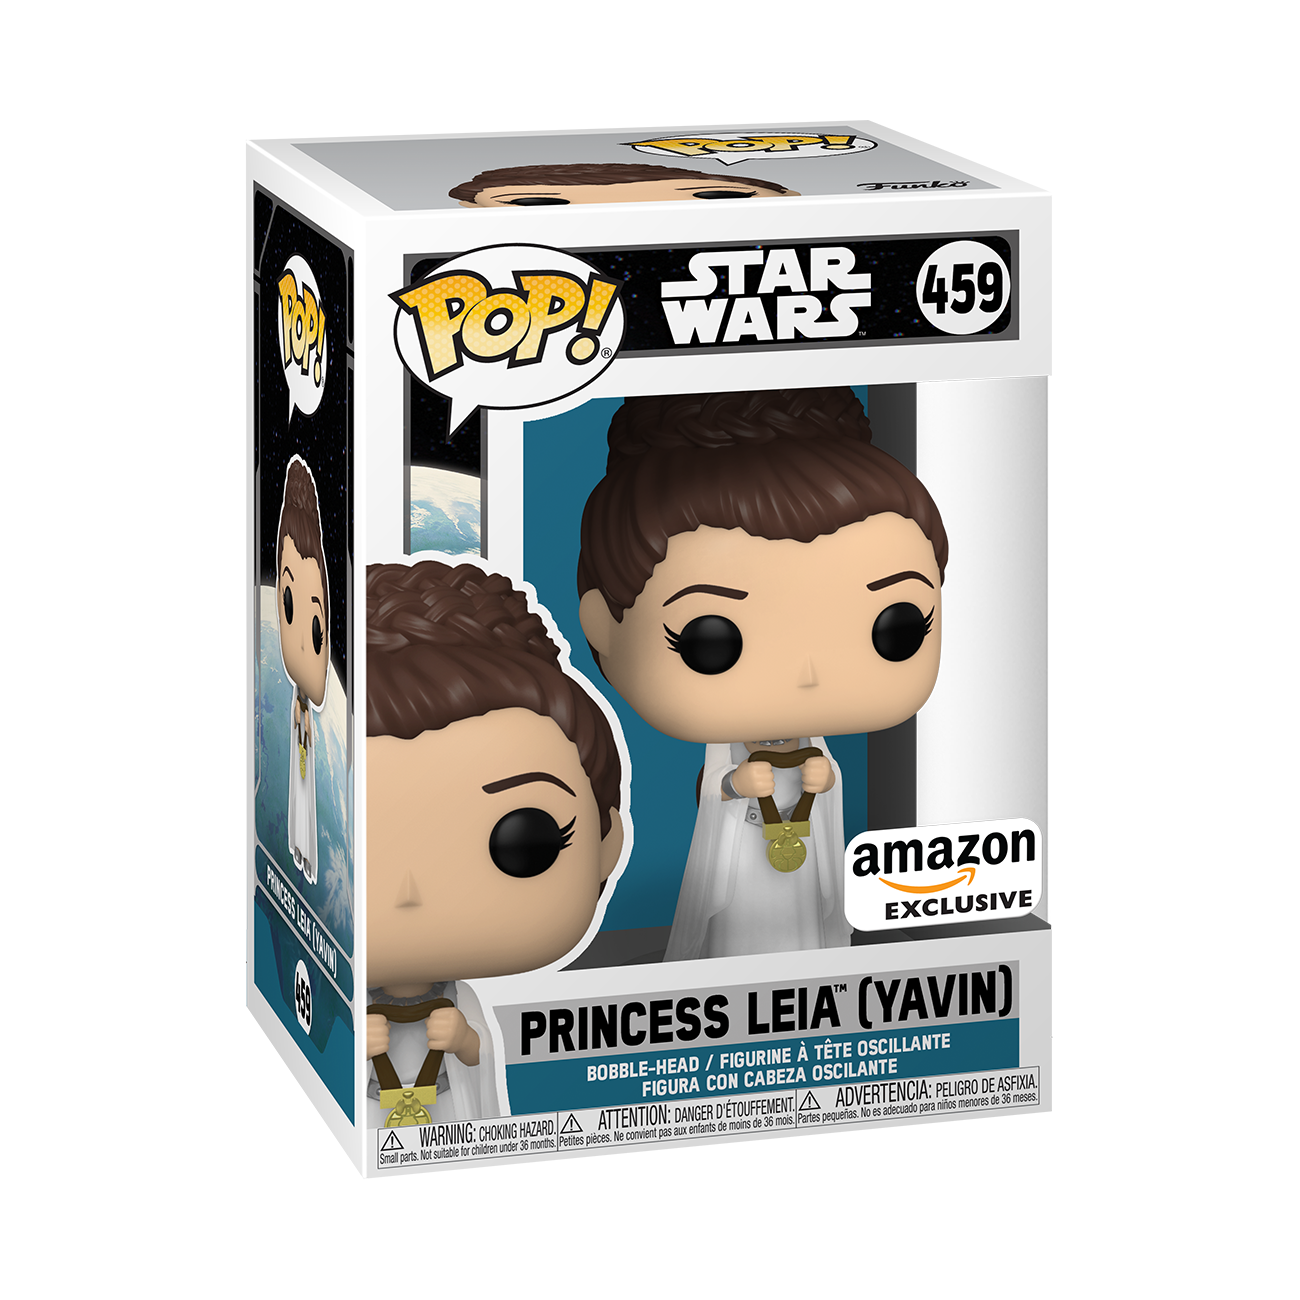 POP!
Funko
POP!
POP!®
STAR
WARS™
459
amazon
EXCLUSIVE
PRINCESS LEIA (YAVIN)
459
PRINCESS LEIA™ (YAVIN)
BOBBLE-HEAD / FIGURINE À TÊTE OSCILLANTE
FIGURA CON CABEZA OSCILANTE
WARNING: CHOKING HAZARD.
Small parts. Not suitable for children under 36 months.
ATTENTION: DANGER D'ÉTOUFFEMENT.
Petites pièces. Ne convient pas aux enfants de moins de 36 mois.
ADVERTENCIA: PELIGRO DE ASFIXIA.
Partes pequeñas. No es adecuado para niños menores de 36 meses.